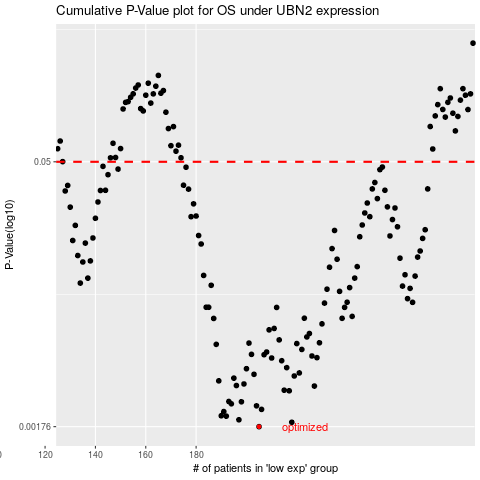 Cumulative P-Value plot for OS under UBN2 expression
P-Value(log10)
0.05
0.00176
optimized
0 120 140 160 180
# of patients in 'low exp' group